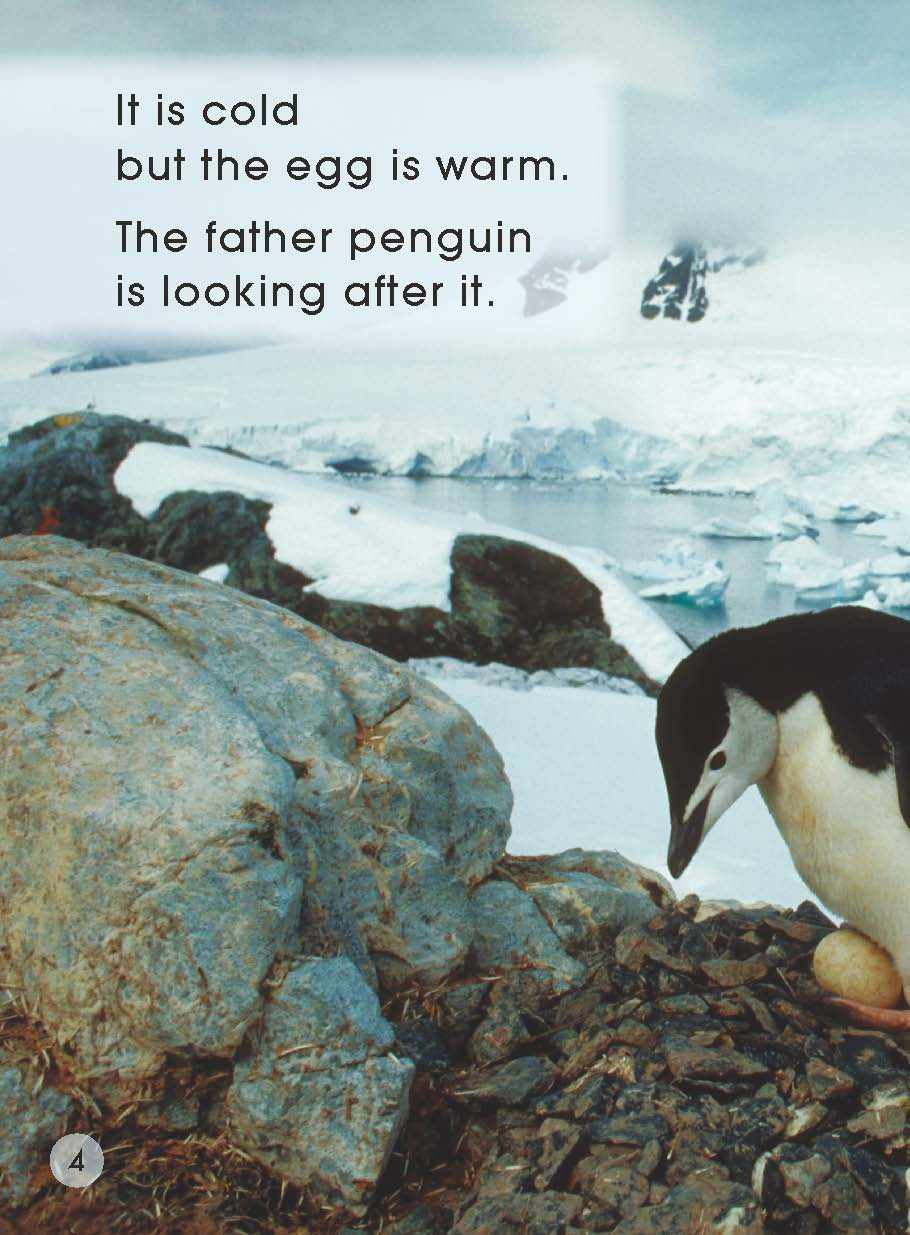 It is cold
but the egg is warm.
The father penguin
is looking after it.
4